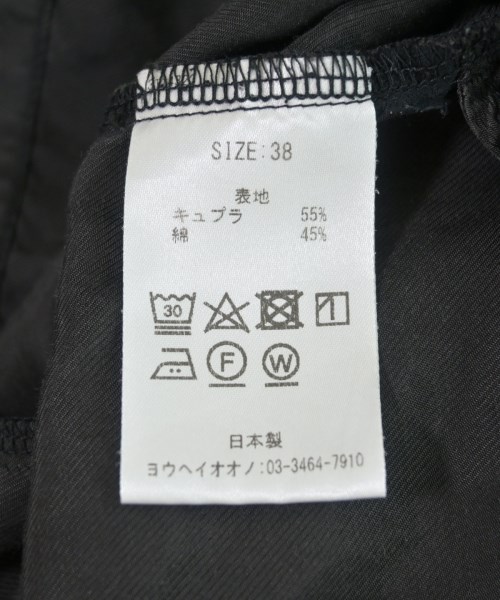 SIZE:38
表地
キュプラ 55%
綿 45%
30
F W
日本製
ヨウヘイオオノ:03-3464-7910